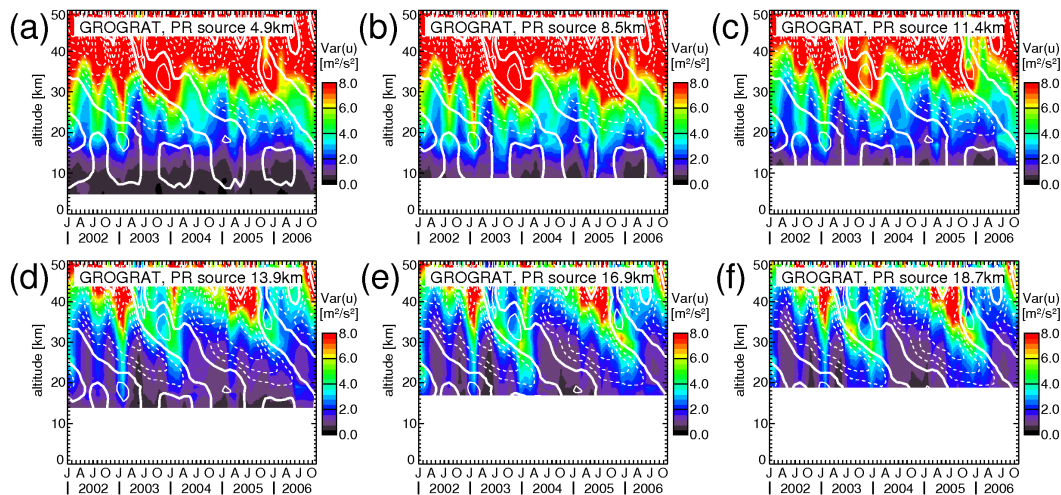 (a)
GROGRAT, PR source 4.9km
altitude [km]
50
40
30
20
10
0
J A J O J A J O J A J O J A J O J A J O
| 2002 | 2003 | 2004 | 2005 | 2006
Var(u)
[m²/s²]
8.0
6.0
4.0
2.0
0.0
(b)
GROGRAT, PR source 8.5km
altitude [km]
50
40
30
20
10
0
J A J O J A J O J A J O J A J O J A J O
| 2002 | 2003 | 2004 | 2005 | 2006
Var(u)
[m²/s²]
8.0
6.0
4.0
2.0
0.0
(c)
GROGRAT, PR source 11.4km
altitude [km]
50
40
30
20
10
0
J A J O J A J O J A J O J A J O J A J O
| 2002 | 2003 | 2004 | 2005 | 2006
Var(u)
[m²/s²]
8.0
6.0
4.0
2.0
0.0
(d)
GROGRAT, PR source 13.9km
altitude [km]
50
40
30
20
10
0
J A J O J A J O J A J O J A J O J A J O
| 2002 | 2003 | 2004 | 2005 | 2006
Var(u)
[m²/s²]
8.0
6.0
4.0
2.0
0.0
(e)
GROGRAT, PR source 16.9km
altitude [km]
50
40
30
20
10
0
J A J O J A J O J A J O J A J O J A J O
| 2002 | 2003 | 2004 | 2005 | 2006
Var(u)
[m²/s²]
8.0
6.0
4.0
2.0
0.0
(f)
GROGRAT, PR source 18.7km
altitude [km]
50
40
30
20
10
0
J A J O J A J O J A J O J A J O J A J O
| 2002 | 2003 | 2004 | 2005 | 2006
Var(u)
[m²/s²]
8.0
6.0
4.0
2.0
0.0